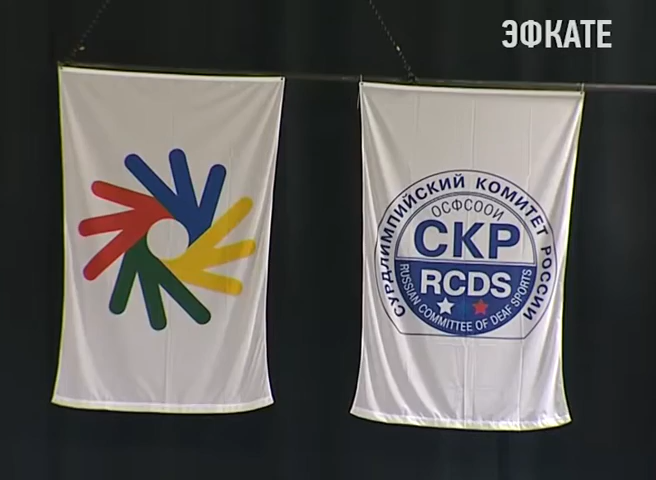 ЭФКАТЕ
СУРДЛИМПИЙСКИЙ КОМИТЕТ РОССИИ
ОСФСООИ
СКР
RCDS
RUSSIAN COMMITTEE OF DEAF SPORTS